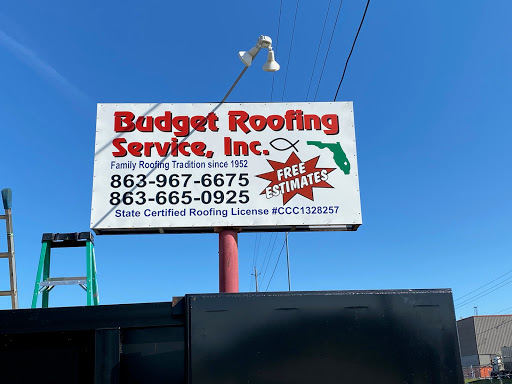 Budget Roofing
Service, Inc.
Family Roofing Tradition since 1952
863-967-6675
863-665-0925
FREE
ESTIMATES
State Certified Roofing License #CCC1328257